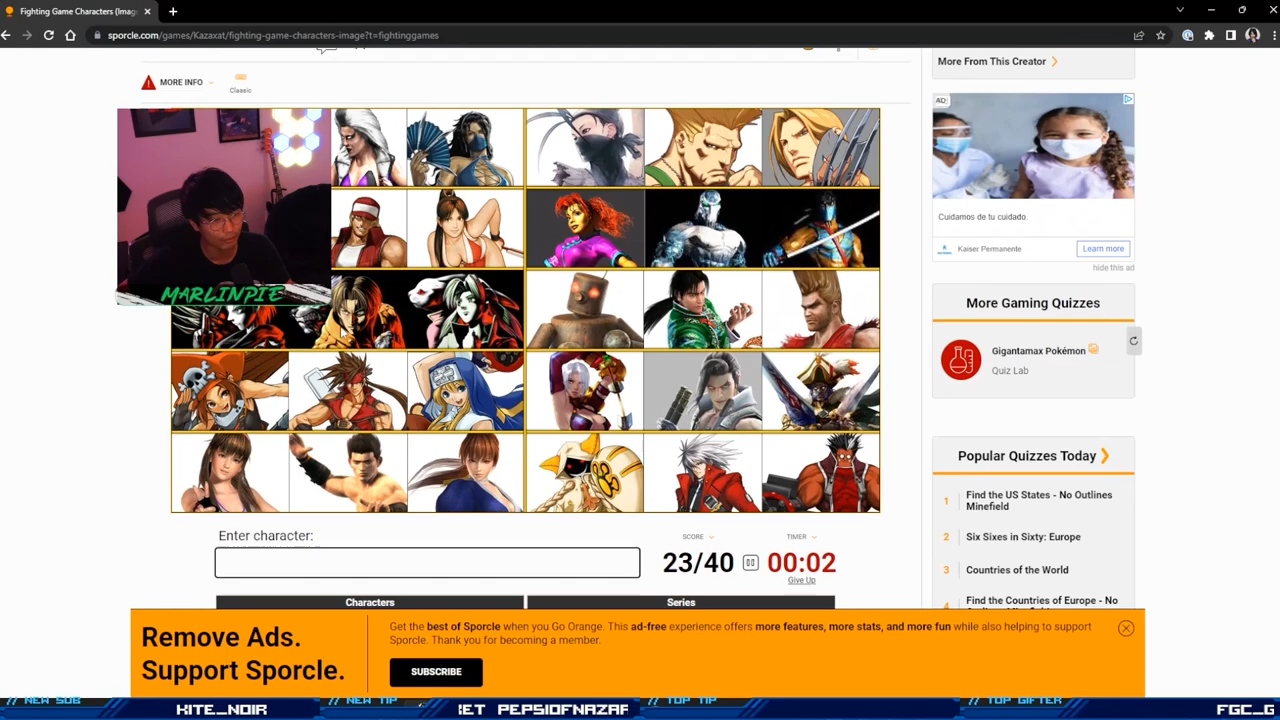 Fighting Game Characters (Imag
sporcle.com/games/Kazaxat/fighting-game-characters-image?t=fightinggames
MORE INFO
Classic
More From This Creator
AD
Cuidamos de tu cuidado.
Kaiser Permanente
Learn more
hide this ad
MARLINPIE
More Gaming Quizzes
Gigantamax Pokémon
Quiz Lab
Popular Quizzes Today
1 Find the US States - No Outlines
Minefield
2 Six Sixes in Sixty: Europe
3 Countries of the World
4 Find the Countries of Europe - No
Enter character:
SCORE
TIMER
23/40
00:02
Give Up
Characters
Series
Remove Ads.
Support Sporcle.
Get the best of Sporcle when you Go Orange. This ad-free experience offers more features, more stats, and more fun while also helping to support
Sporcle. Thank you for becoming a member.
SUBSCRIBE
// NEW SUB
// NEW TIP
// TOP TIP
// TOP GIFTER
KITE_NOIR
PEPSIOFNAZAR
FGC_G